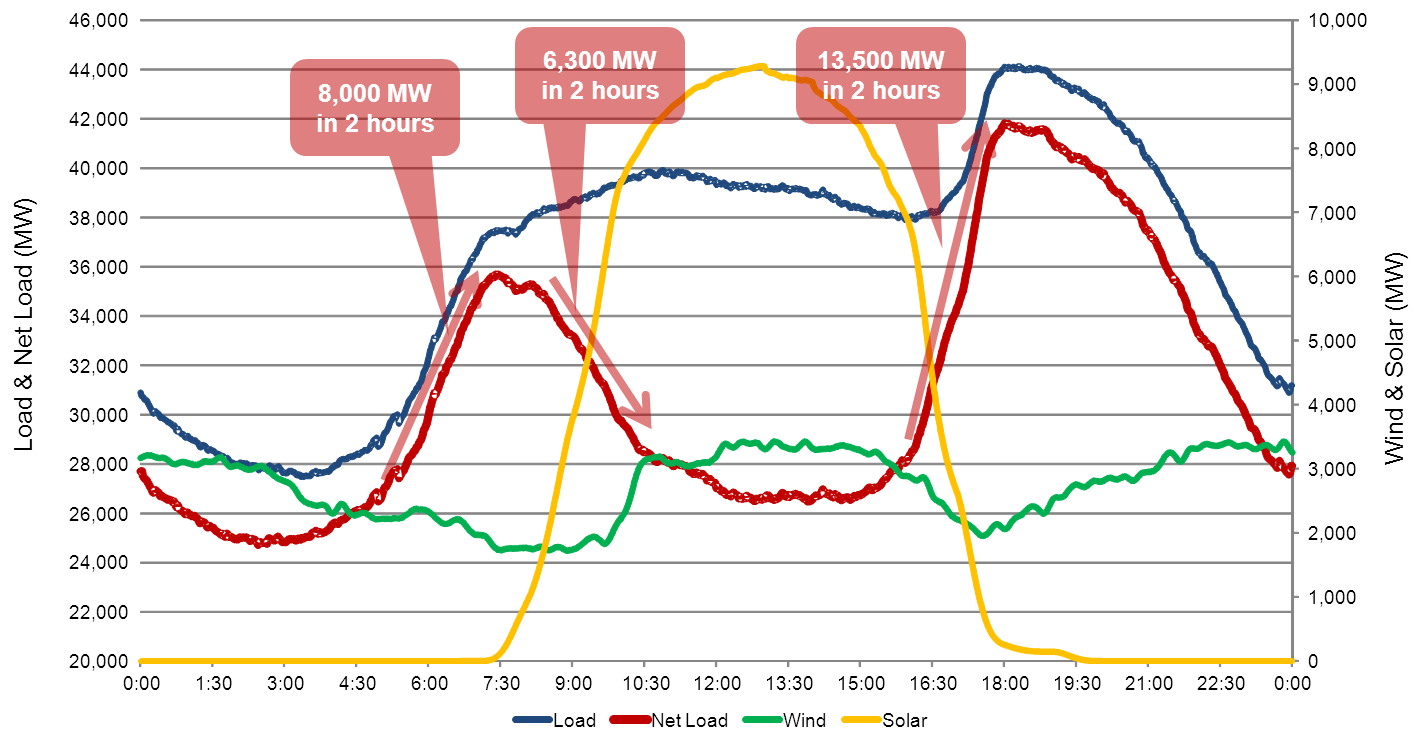 46,000
44,000
42,000
40,000
38,000
36,000
34,000
32,000
30,000
28,000
26,000
24,000
22,000
20,000
Load & Net Load (MW)
8,000 MW
in 2 hours
6,300 MW
in 2 hours
13,500 MW
in 2 hours
10,000
9,000
8,000
7,000
6,000
5,000
4,000
3,000
2,000
1,000
0
Wind & Solar (MW)
0:00 1:30 3:00 4:30 6:00 7:30 9:00 10:30 12:00 13:30 15:00 16:30 18:00 19:30 21:00 22:30 0:00
Load Net Load Wind Solar